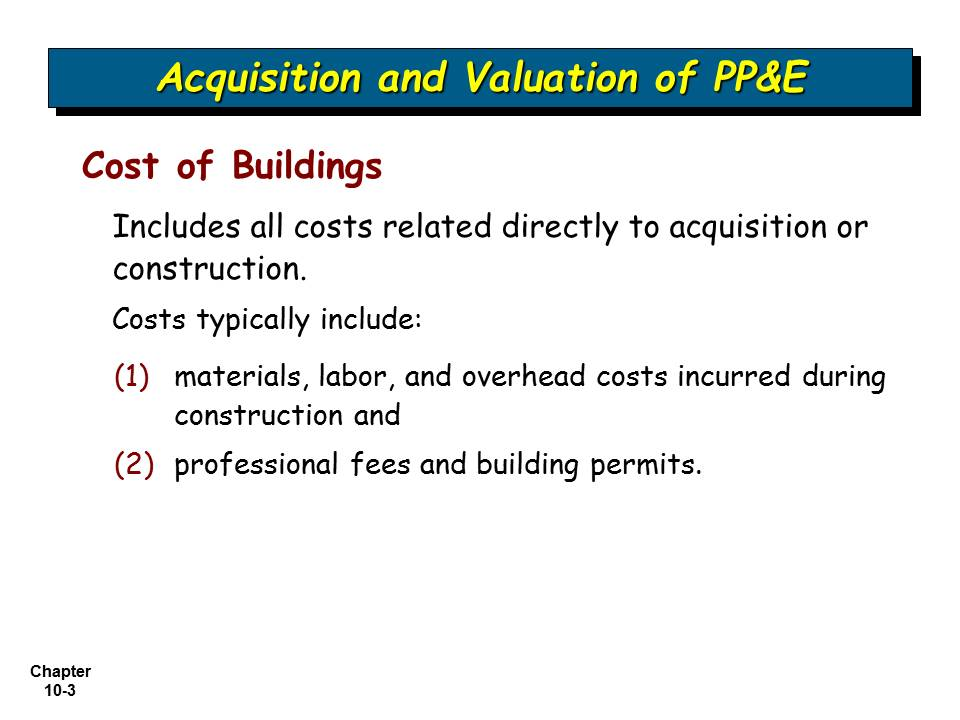 Acquisition and Valuation of PP&E
Cost of Buildings
Includes all costs related directly to acquisition or
construction.
Costs typically include:
(1) materials, labor, and overhead costs incurred during
construction and
(2) professional fees and building permits.
Chapter
10-3